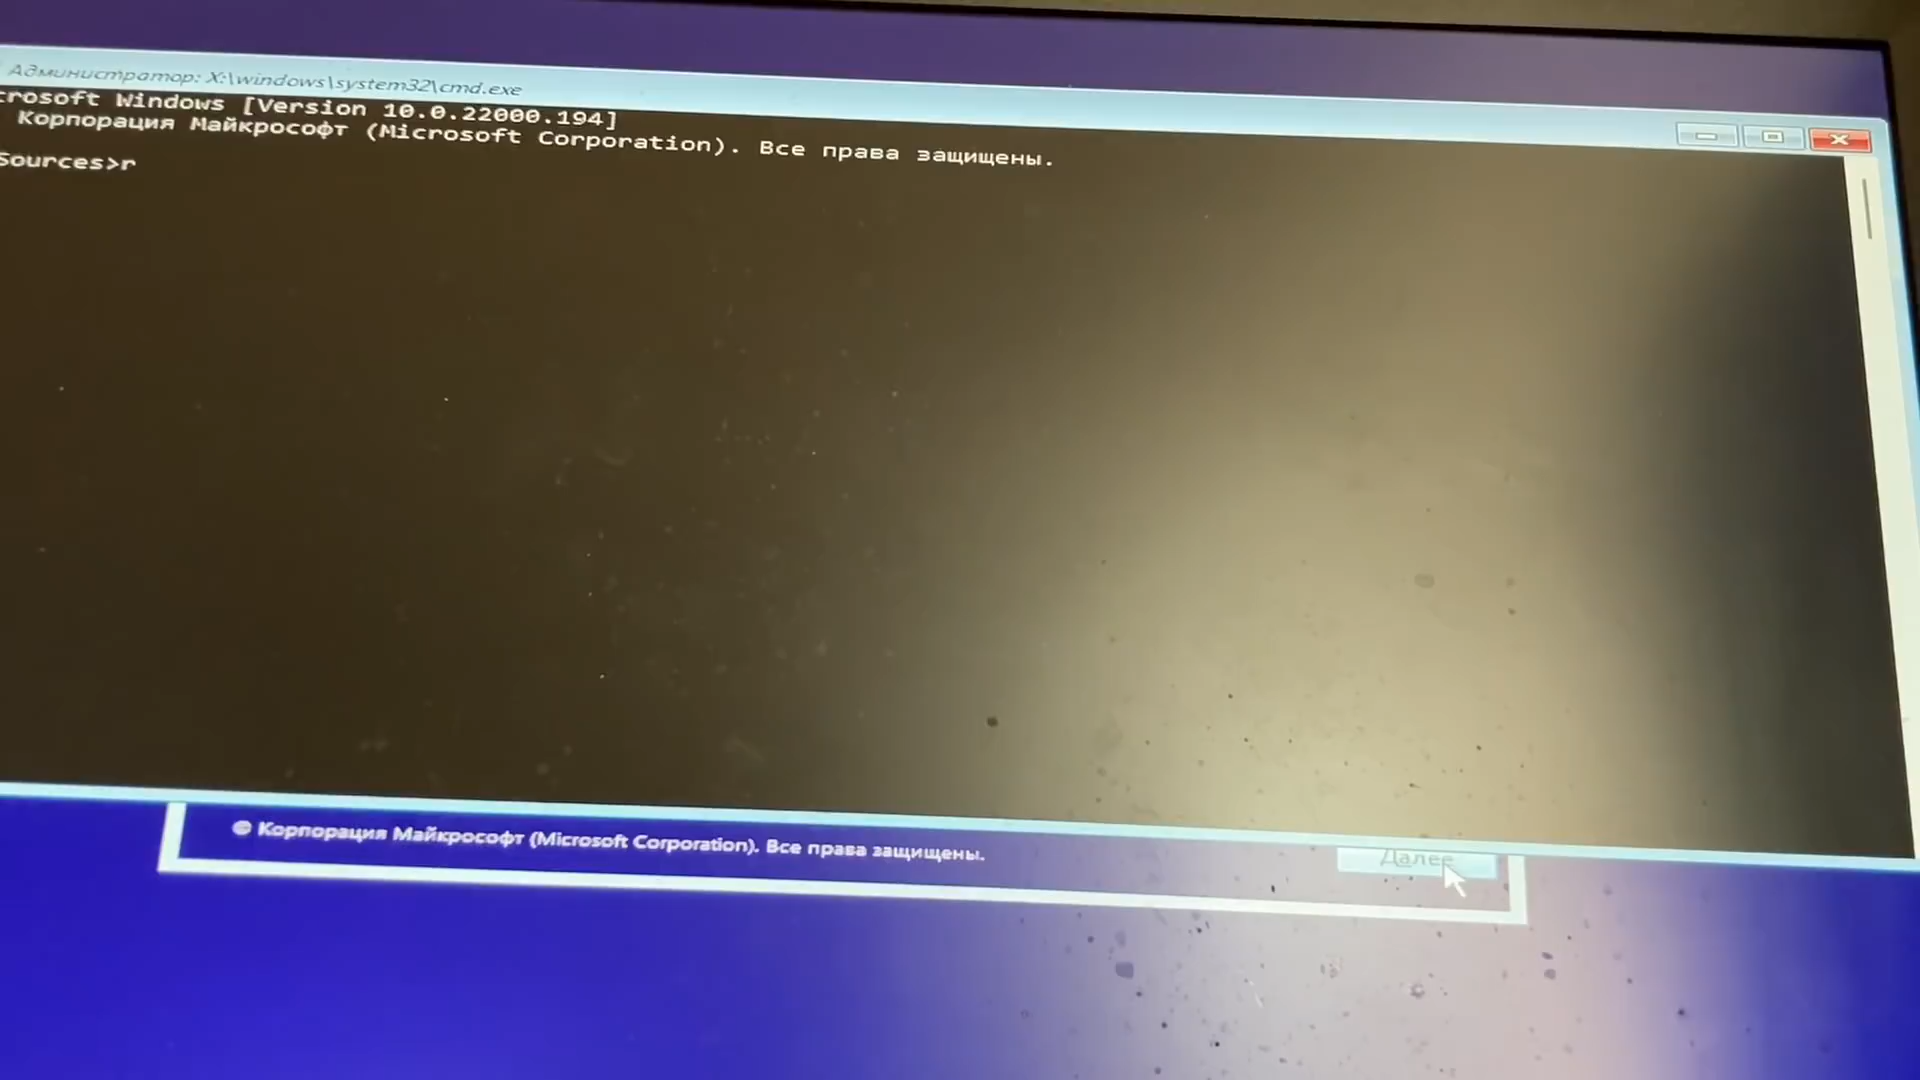 Администратор: X:\windows\system32\cmd.exe
crosoft Windows [Version 10.0.22000.194]
Корпорация Майкрософт (Microsoft Corporation). Все права защищены.
Sources>r
© Корпорация Майкрософт (Microsoft Corporation). Все права защищены.
Далее